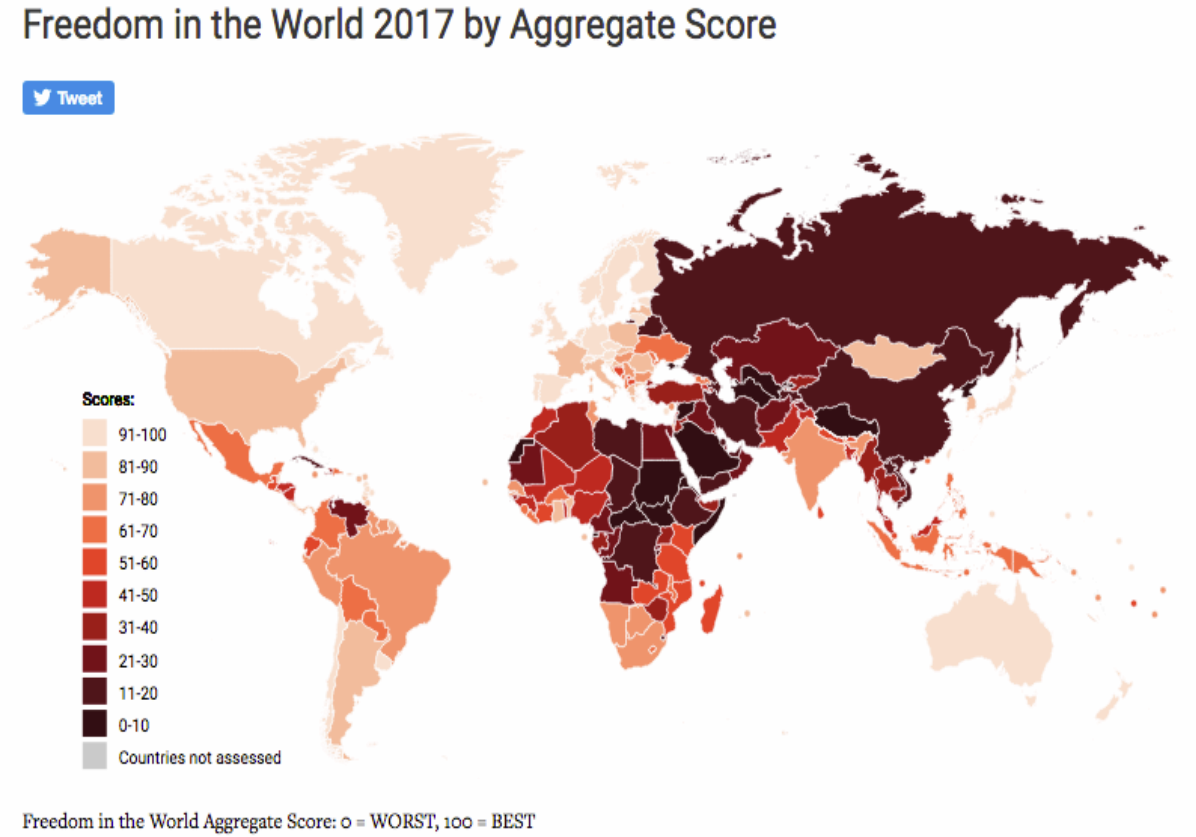 Freedom in the World 2017 by Aggregate Score
Tweet
Scores:
91-100
81-90
71-80
61-70
51-60
41-50
31-40
21-30
11-20
0-10
Countries not assessed
Freedom in the World Aggregate Score: 0 = WORST, 100 = BEST